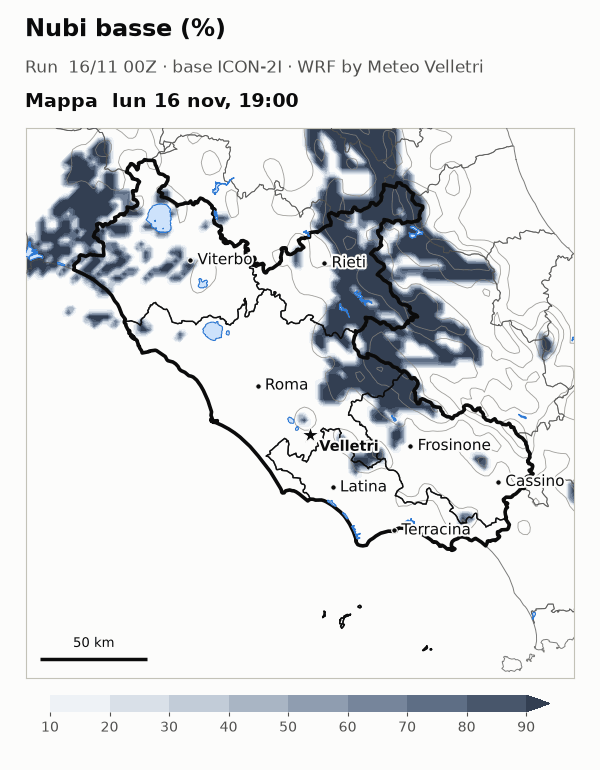 Nubi basse (%)
Run  16/11 00Z · base ICON-2I · WRF by Meteo Velletri
Mappa  lun 16 nov, 19:00
Viterbo
Rieti
Roma
Velletri
Frosinone
Latina
Cassino
Terracina
50 km
10 20 30 40 50 60 70 80 90